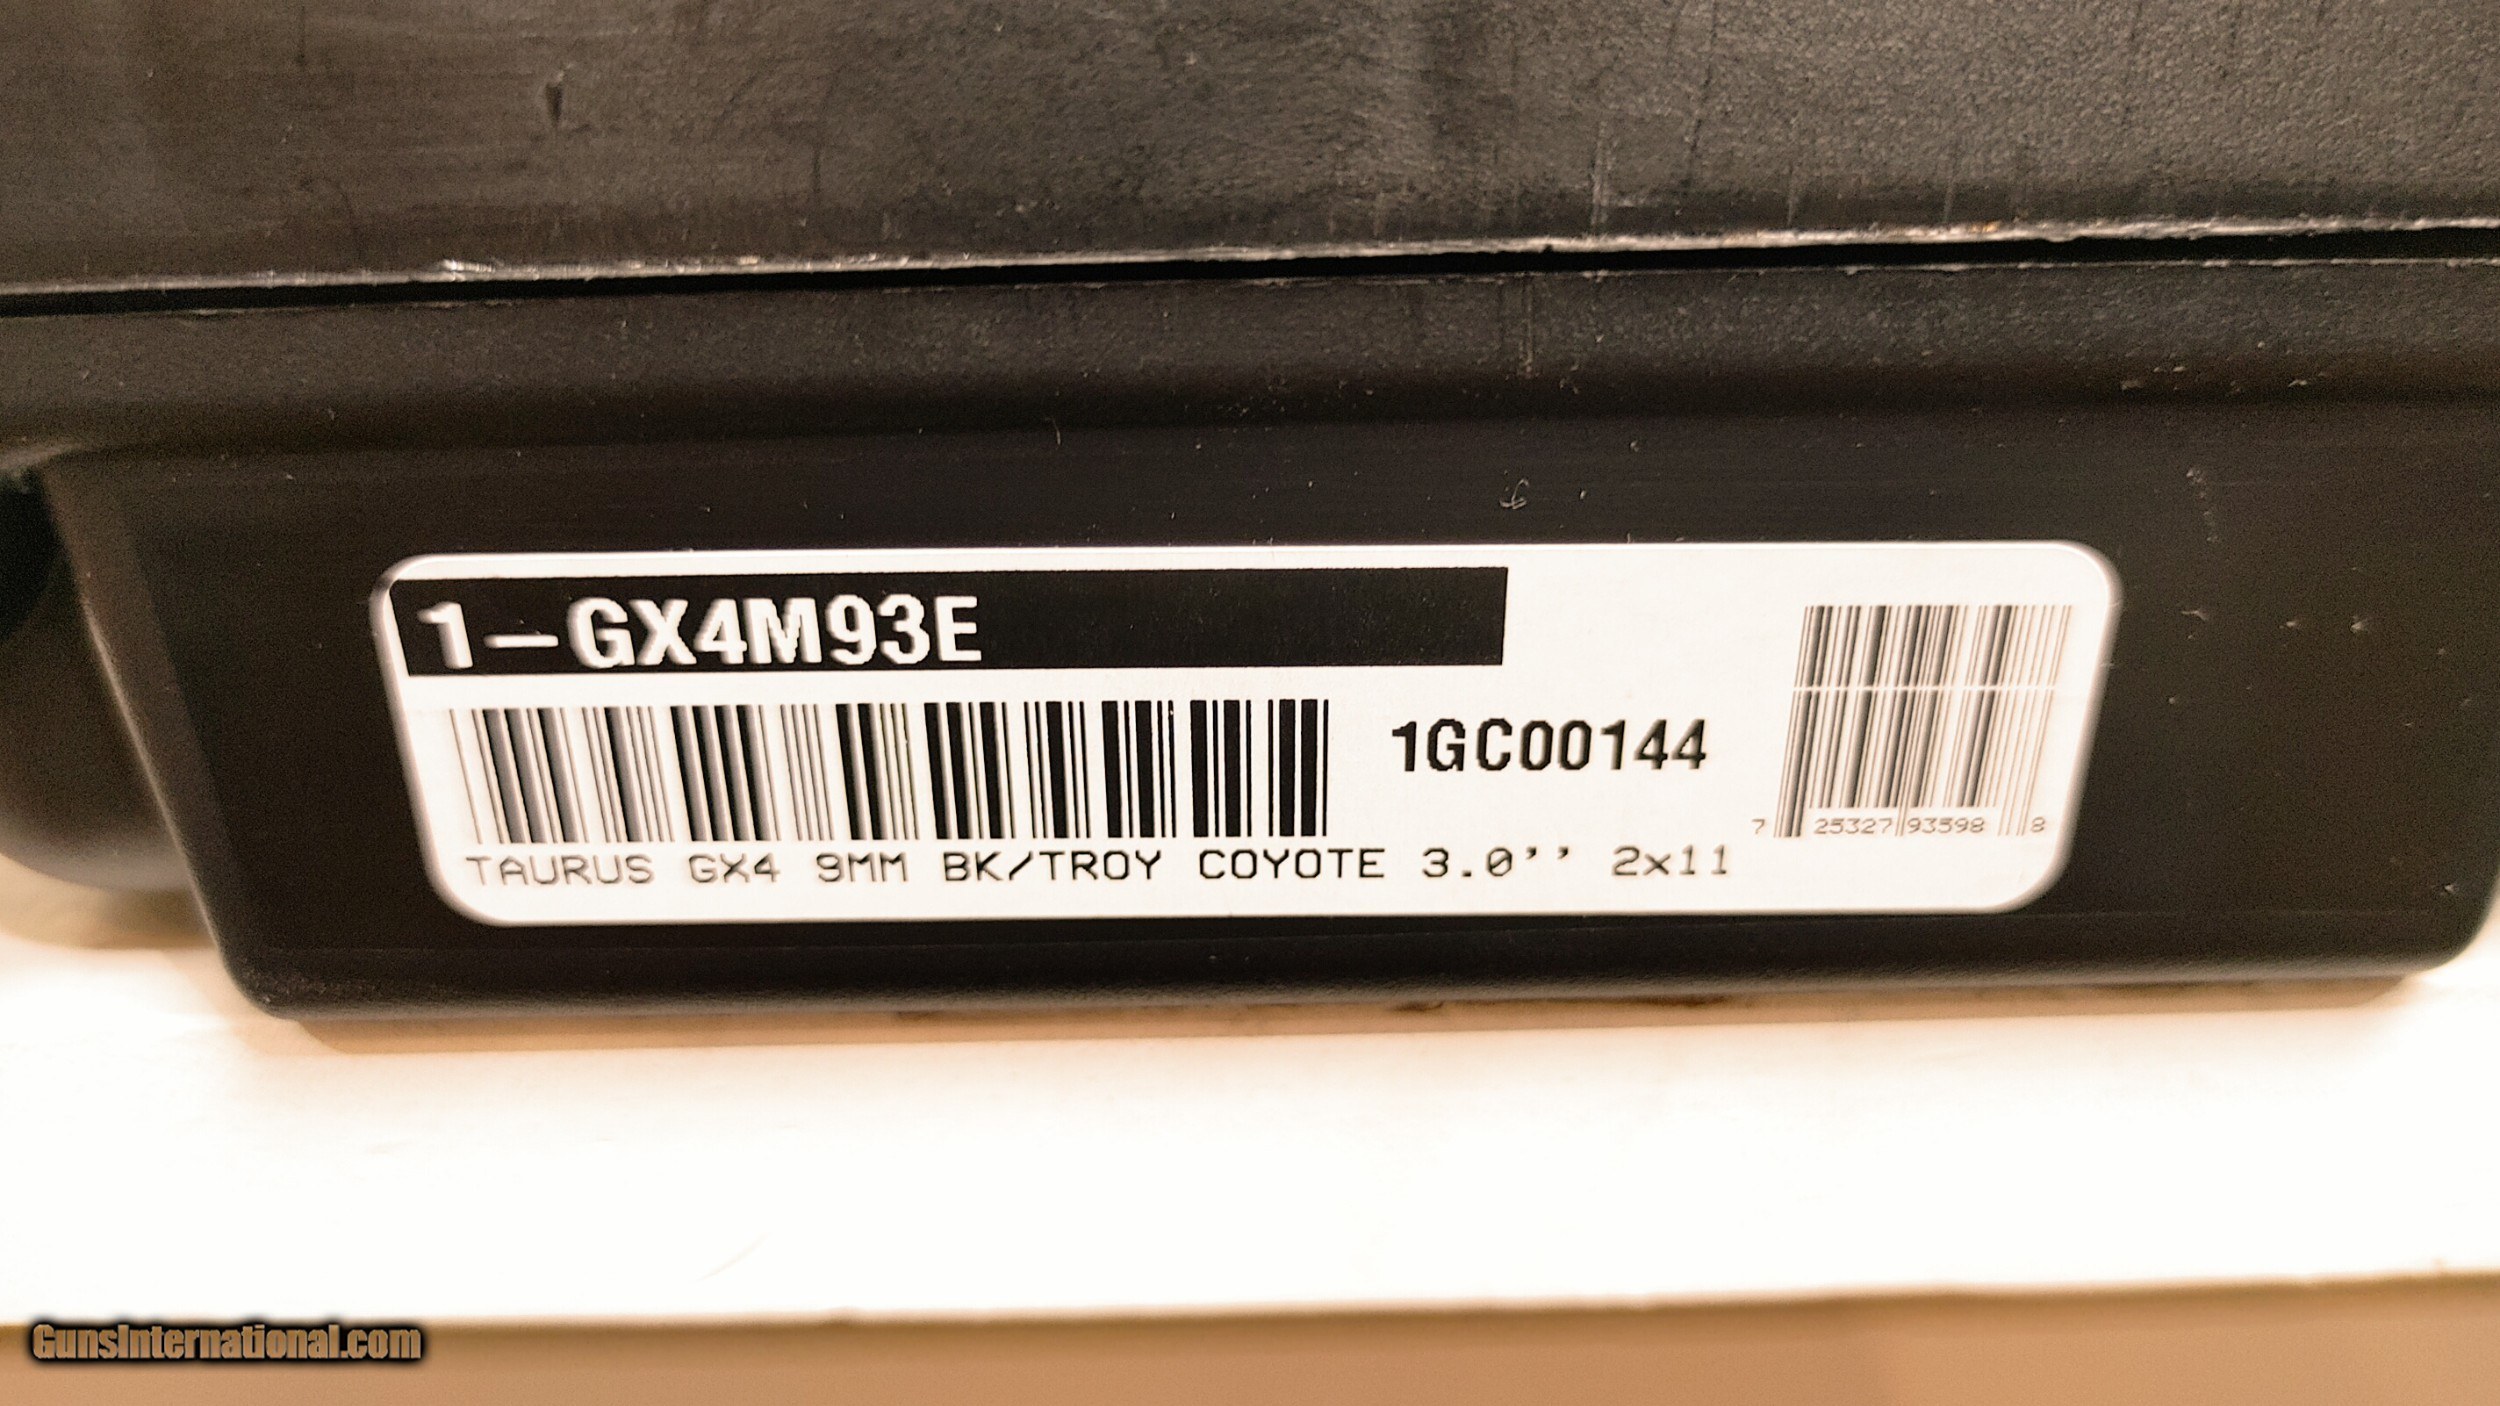 1-GX4M93E
1GC00144
7 25327 93598 8
TAURUS GX4 9MM BK/TROY COYOTE 3.0'' 2x11
GunsInternational.com